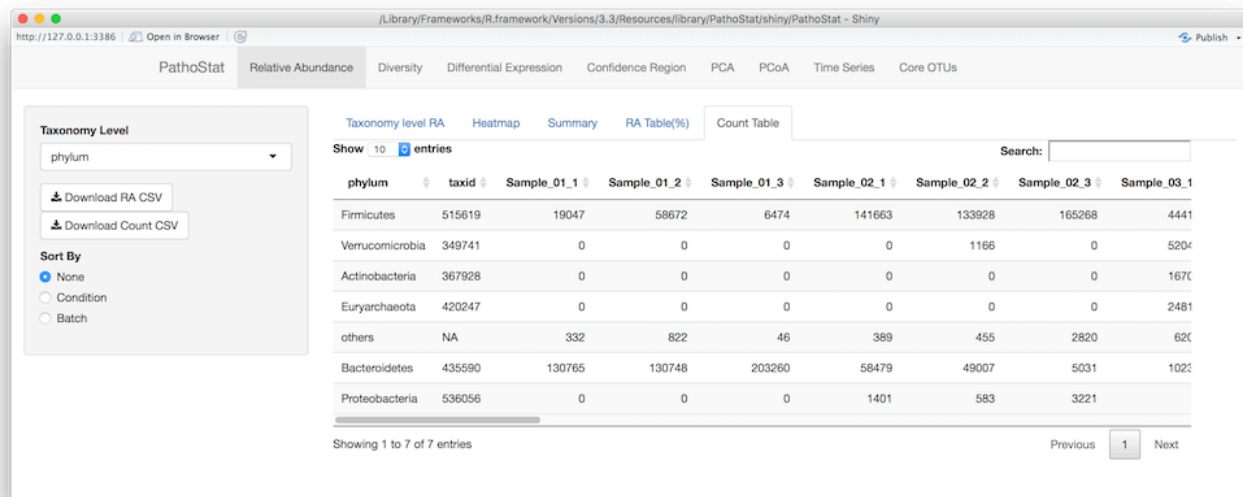 /Library/Frameworks/R.framework/Versions/3.3/Resources/library/PathoStat/shiny/PathoStat - Shiny
http://127.0.0.1:3386 Open in Browser Publish
PathoStat Relative Abundance Diversity Differential Expression Confidence Region PCA PCoA Time Series Core OTUs
Taxonomy Level
phylum
Download RA CSV
Download Count CSV
Sort By
None
Condition
Batch
Taxonomy level RA Heatmap Summary RA Table(%) Count Table
Show 10 entries Search:
phylum taxid Sample_01_1 Sample_01_2 Sample_01_3 Sample_02_1 Sample_02_2 Sample_02_3 Sample_03_1
Firmicutes 515619 19047 58672 6474 141663 133928 165268 4441
Verrucomicrobia 349741 0 0 0 0 1166 0 5204
Actinobacteria 367928 0 0 0 0 0 0 1670
Euryarchaeota 420247 0 0 0 0 0 0 2481
others NA 332 822 46 389 455 2820 620
Bacteroidetes 435590 130765 130748 203260 58479 49007 5031 1023
Proteobacteria 536056 0 0 0 1401 583 3221
Showing 1 to 7 of 7 entries Previous 1 Next